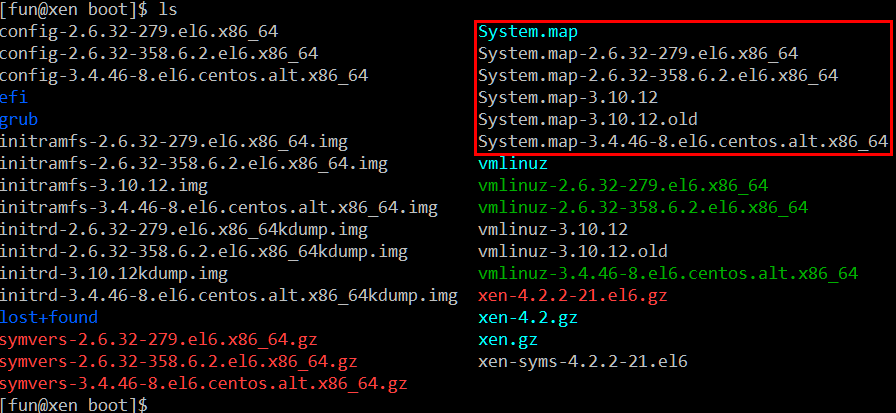 [fun@xen boot]$ ls
config-2.6.32-279.el6.x86_64 System.map
config-2.6.32-358.6.2.el6.x86_64 System.map-2.6.32-279.el6.x86_64
config-3.4.46-8.el6.centos.alt.x86_64 System.map-2.6.32-358.6.2.el6.x86_64
efi System.map-3.10.12
grub System.map-3.10.12.old
initramfs-2.6.32-279.el6.x86_64.img System.map-3.4.46-8.el6.centos.alt.x86_64
initramfs-2.6.32-358.6.2.el6.x86_64.img vmlinuz
initramfs-3.10.12.img vmlinuz-2.6.32-279.el6.x86_64
initramfs-3.4.46-8.el6.centos.alt.x86_64.img vmlinuz-2.6.32-358.6.2.el6.x86_64
initrd-2.6.32-279.el6.x86_64kdump.img vmlinuz-3.10.12
initrd-2.6.32-358.6.2.el6.x86_64kdump.img vmlinuz-3.10.12.old
initrd-3.10.12kdump.img vmlinuz-3.4.46-8.el6.centos.alt.x86_64
initrd-3.4.46-8.el6.centos.alt.x86_64kdump.img xen-4.2.2-21.el6.gz
lost+found xen-4.2.gz
symvers-2.6.32-279.el6.x86_64.gz xen.gz
symvers-2.6.32-358.6.2.el6.x86_64.gz xen-syms-4.2.2-21.el6
symvers-3.4.46-8.el6.centos.alt.x86_64.gz
[fun@xen boot]$